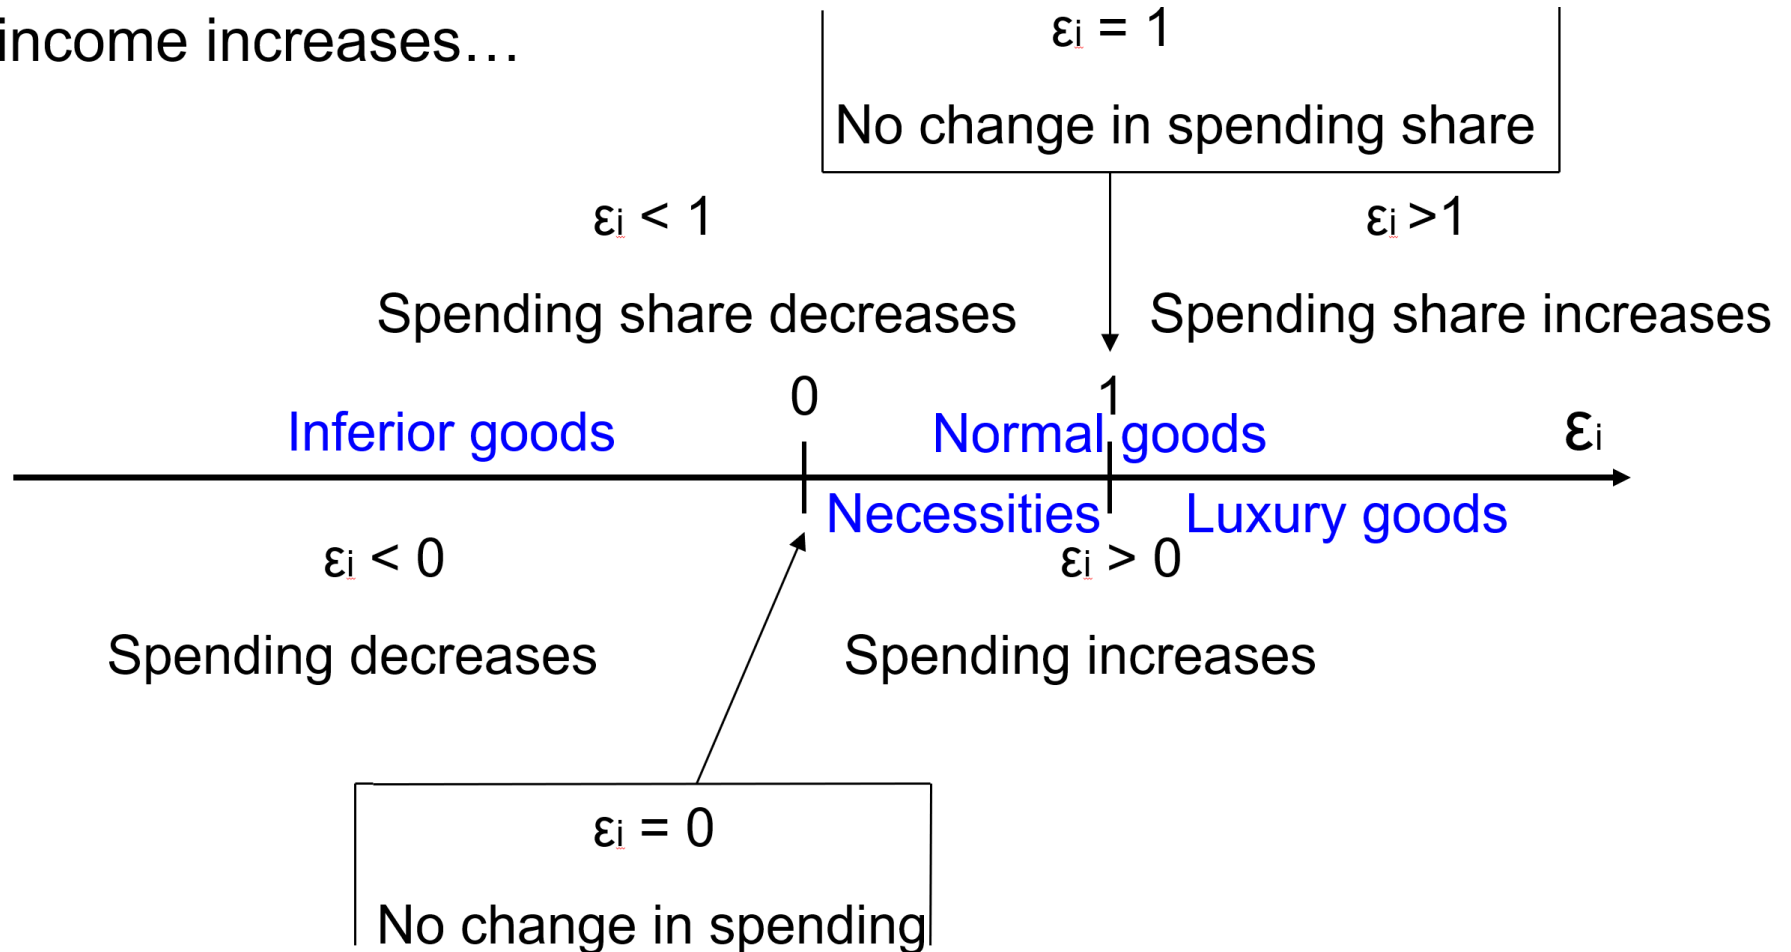 income increases…
εi = 1
No change in spending share
εi < 1
εi >1
Spending share decreases
Spending share increases
0
1
Inferior goods
Normal goods
εi
Necessities
Luxury goods
εi < 0
εi > 0
Spending decreases
Spending increases
εi = 0
No change in spending